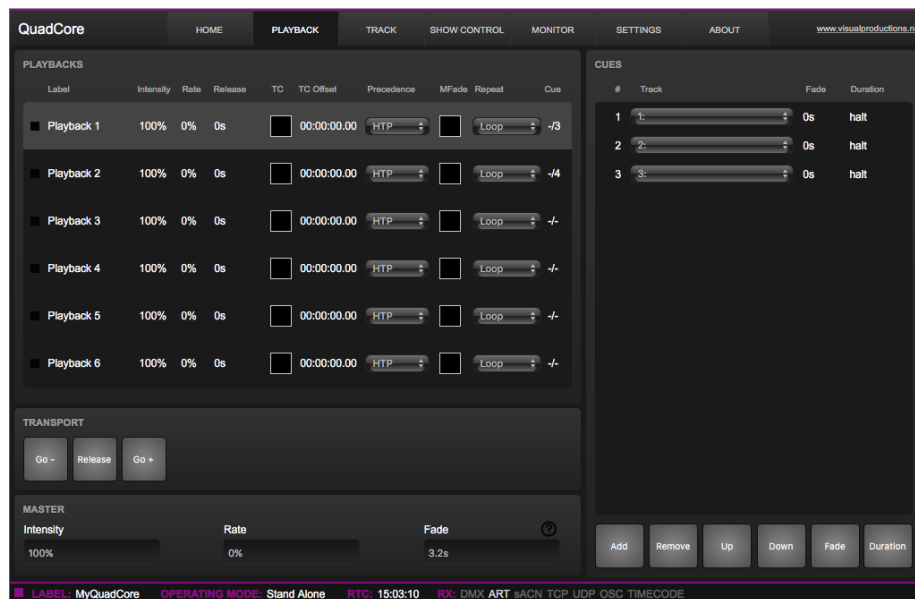 QuadCore HOME PLAYBACK TRACK SHOW CONTROL MONITOR SETTINGS ABOUT www.visualproductions.n
PLAYBACKS
Label Intensity Rate Release TC TC Offset Precedence MFade Repeat Cue
Playback 1 100% 0% 0s 00:00:00.00 HTP Loop -/3
Playback 2 100% 0% 0s 00:00:00.00 HTP Loop -/4
Playback 3 100% 0% 0s 00:00:00.00 HTP Loop -/-
Playback 4 100% 0% 0s 00:00:00.00 HTP Loop -/-
Playback 5 100% 0% 0s 00:00:00.00 HTP Loop -/-
Playback 6 100% 0% 0s 00:00:00.00 HTP Loop -/-
TRANSPORT
Go - Release Go +
MASTER
Intensity Rate Fade ?
100% 0% 3.2s
CUES
# Track Fade Duration
1 1: 0s halt
2 2: 0s halt
3 3: 0s halt
Add Remove Up Down Fade Duration
LABEL: MyQuadCore OPERATING MODE: Stand Alone RTC: 15:03:10 RX: DMX ART sACN TCP UDP OSC TIMECODE